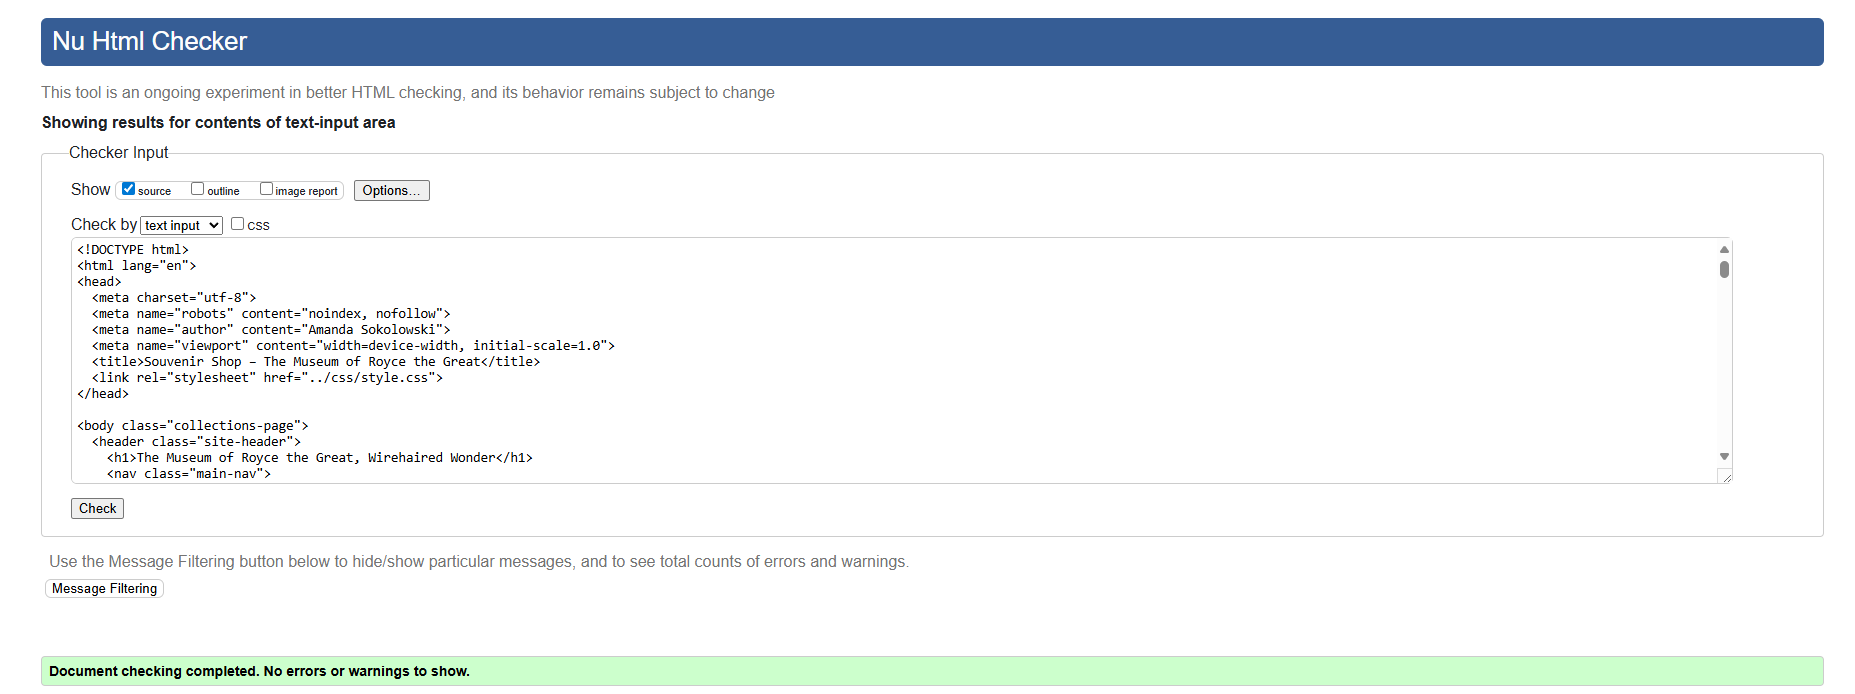 Nu Html Checker
This tool is an ongoing experiment in better HTML checking, and its behavior remains subject to change
Showing results for contents of text-input area
Checker Input
Show source outline image report Options...
Check by text input css
<!DOCTYPE html>
<html lang="en">
<head>
  <meta charset="utf-8">
  <meta name="robots" content="noindex, nofollow">
  <meta name="author" content="Amanda Sokolowski">
  <meta name="viewport" content="width=device-width, initial-scale=1.0">
  <title>Souvenir Shop – The Museum of Royce the Great</title>
  <link rel="stylesheet" href="../css/style.css">
</head>
<body class="collections-page">
  <header class="site-header">
    <h1>The Museum of Royce the Great, Wirehaired Wonder</h1>
    <nav class="main-nav">
Check
Use the Message Filtering button below to hide/show particular messages, and to see total counts of errors and warnings.
Message Filtering
Document checking completed. No errors or warnings to show.